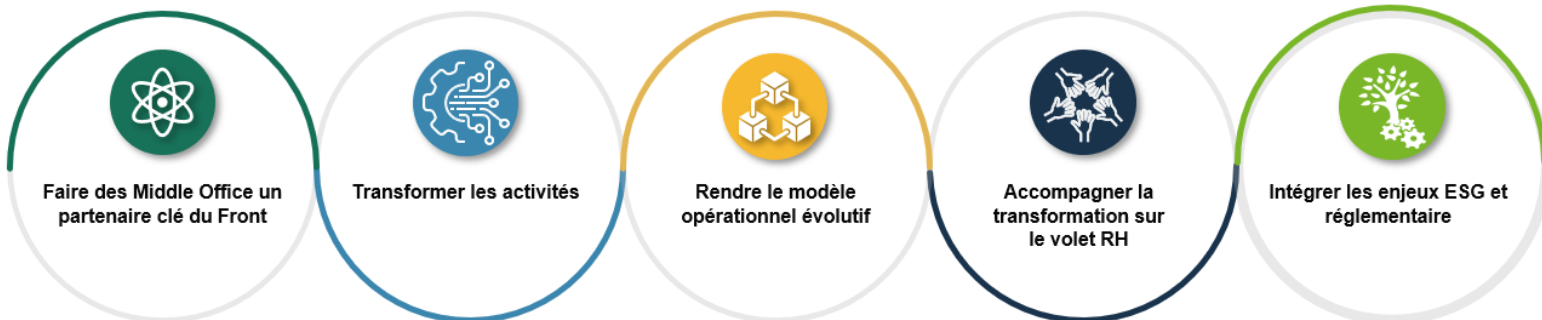 Faire des Middle Office un
partenaire clé du Front
Transformer les activités
Rendre le modèle
opérationnel évolutif
Accompagner la
transformation sur
le volet RH
Intégrer les enjeux ESG et
réglementaire